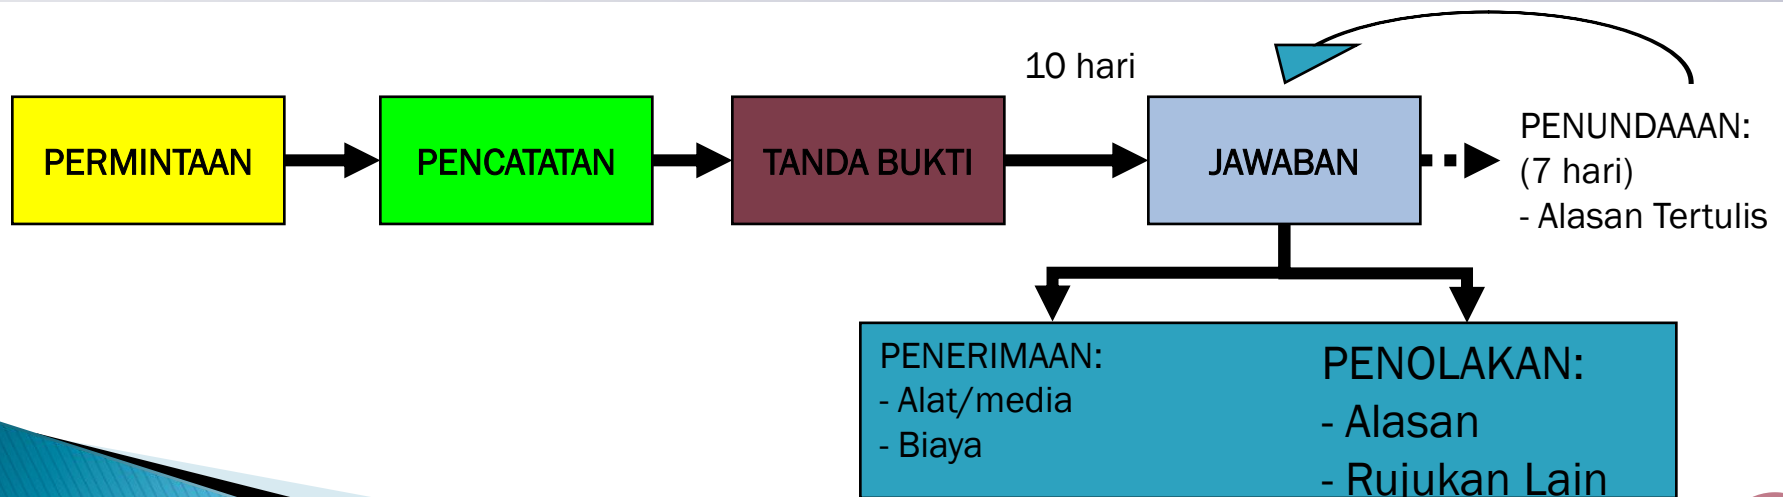 10 hari
PERMINTAAN
PENCATATAN
TANDA BUKTI
JAWABAN
PENUNDAAAN:
(7 hari)
- Alasan Tertulis
PENERIMAAN:
- Alat/media
- Biaya
PENOLAKAN:
- Alasan
- Rujukan Lain